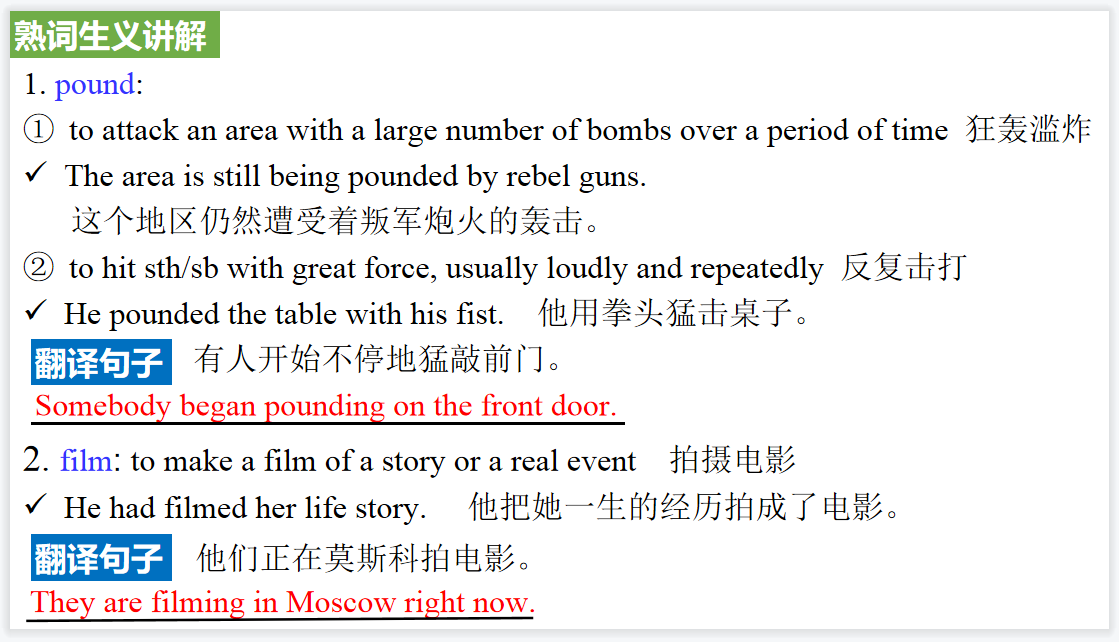 熟词生义讲解
1. pound:
① to attack an area with a large number of bombs over a period of time 狂轰滥炸
✓ The area is still being pounded by rebel guns.
这个地区仍然遭受着叛军炮火的轰击。
② to hit sth/sb with great force, usually loudly and repeatedly 反复击打
✓ He pounded the table with his fist. 他用拳头猛击桌子。
翻译句子 有人开始不停地猛敲前门。
Somebody began pounding on the front door.
2. film: to make a film of a story or a real event 拍摄电影
✓ He had filmed her life story. 他把她一生的经历拍成了电影。
翻译句子 他们正在莫斯科拍电影。
They are filming in Moscow right now.